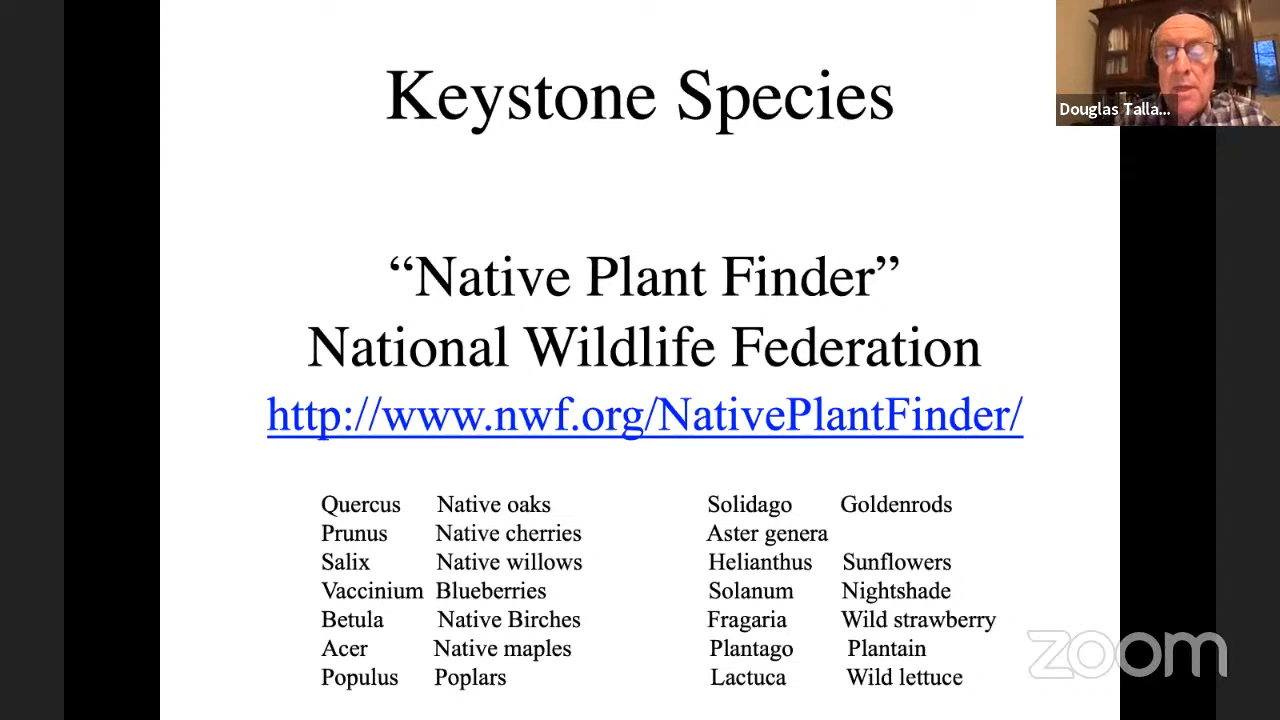 Keystone Species
Douglas Talla...
“Native Plant Finder”
National Wildlife Federation
http://www.nwf.org/NativePlantFinder/
Quercus Native oaks
Prunus Native cherries
Salix Native willows
Vaccinium Blueberries
Betula Native Birches
Acer Native maples
Populus Poplars
Solidago Goldenrods
Aster genera
Helianthus Sunflowers
Solanum Nightshade
Fragaria Wild strawberry
Plantago Plantain
Lactuca Wild lettuce
zoom